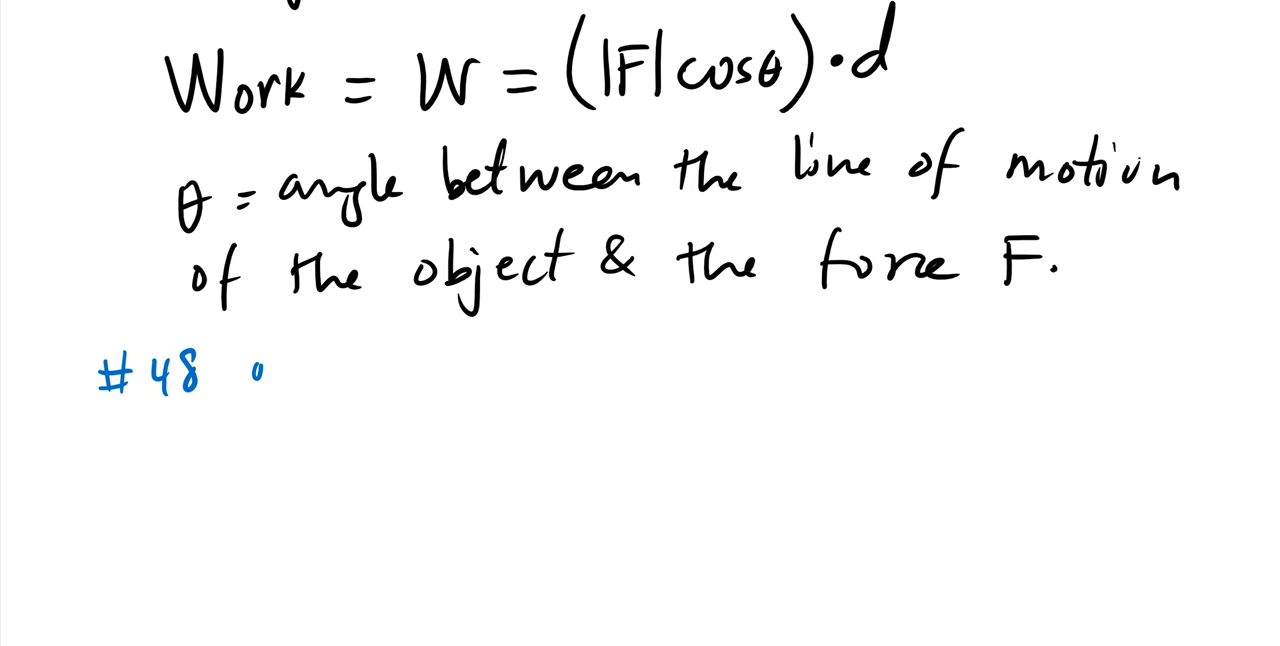 Work = W = (|F| cosθ) · d
θ = angle between the line of motion
of the object & the force F.
#48